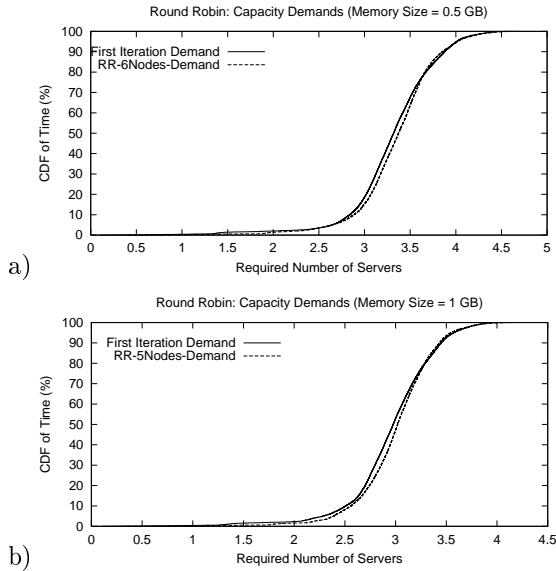 Round Robin: Capacity Demands (Memory Size = 0.5 GB)
100
90
80
70
60
50
40
30
20
10
0
CDF of Time (%)
First Iteration Demand
RR-6Nodes-Demand
0 0.5 1 1.5 2 2.5 3 3.5 4 4.5 5
Required Number of Servers
a)
Round Robin: Capacity Demands (Memory Size = 1 GB)
100
90
80
70
60
50
40
30
20
10
0
CDF of Time (%)
First Iteration Demand
RR-5Nodes-Demand
0 0.5 1 1.5 2 2.5 3 3.5 4 4.5
Required Number of Servers
b)